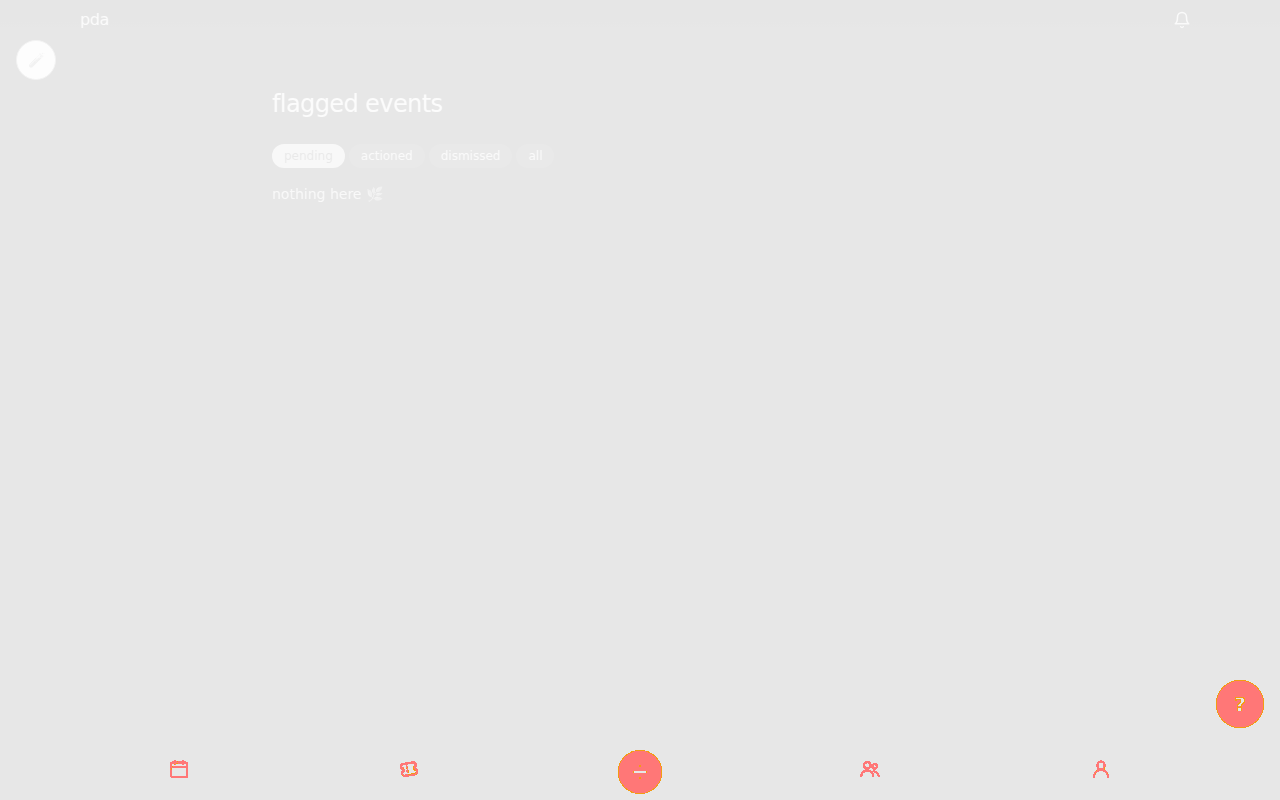 pda
flagged events
pending actioned dismissed all
nothing here 🌿
?